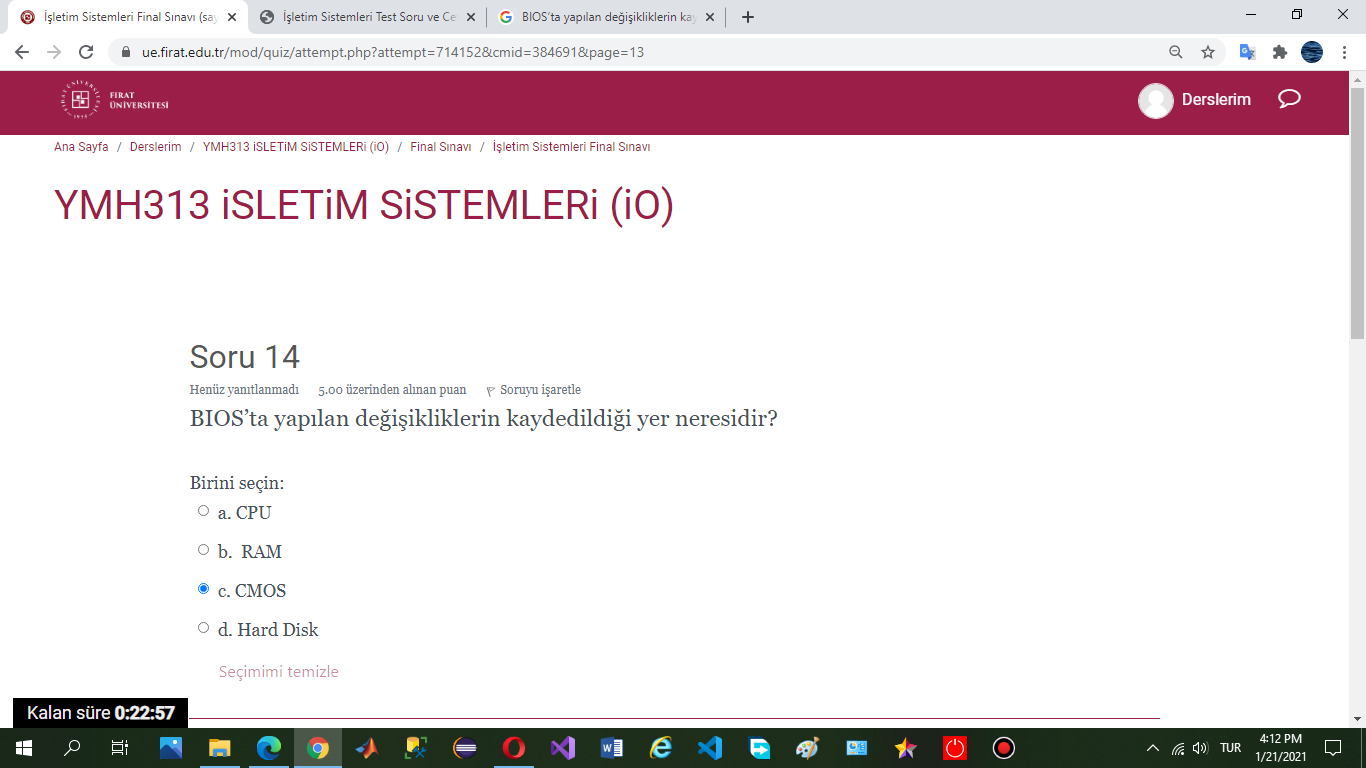 İşletim Sistemleri Final Sınavı (say
İşletim Sistemleri Test Soru ve Ce
BIOS'ta yapılan değişikliklerin kay
ue.firat.edu.tr/mod/quiz/attempt.php?attempt=714152&cmid=384691&page=13
FIRAT
ÜNİVERSİTESİ
Derslerim
Ana Sayfa / Derslerim / YMH313 iSLETiM SiSTEMLERi (iO) / Final Sınavı / İşletim Sistemleri Final Sınavı
YMH313 iSLETiM SiSTEMLERi (iO)
Soru 14
Henüz yanıtlanmadı 5.00 üzerinden alınan puan Soruyu işaretle
BIOS’ta yapılan değişikliklerin kaydedildiği yer neresidir?
Birini seçin:
a. CPU
b. RAM
c. CMOS
d. Hard Disk
Seçimimi temizle
Kalan süre 0:22:57
TUR
4:12 PM
1/21/2021